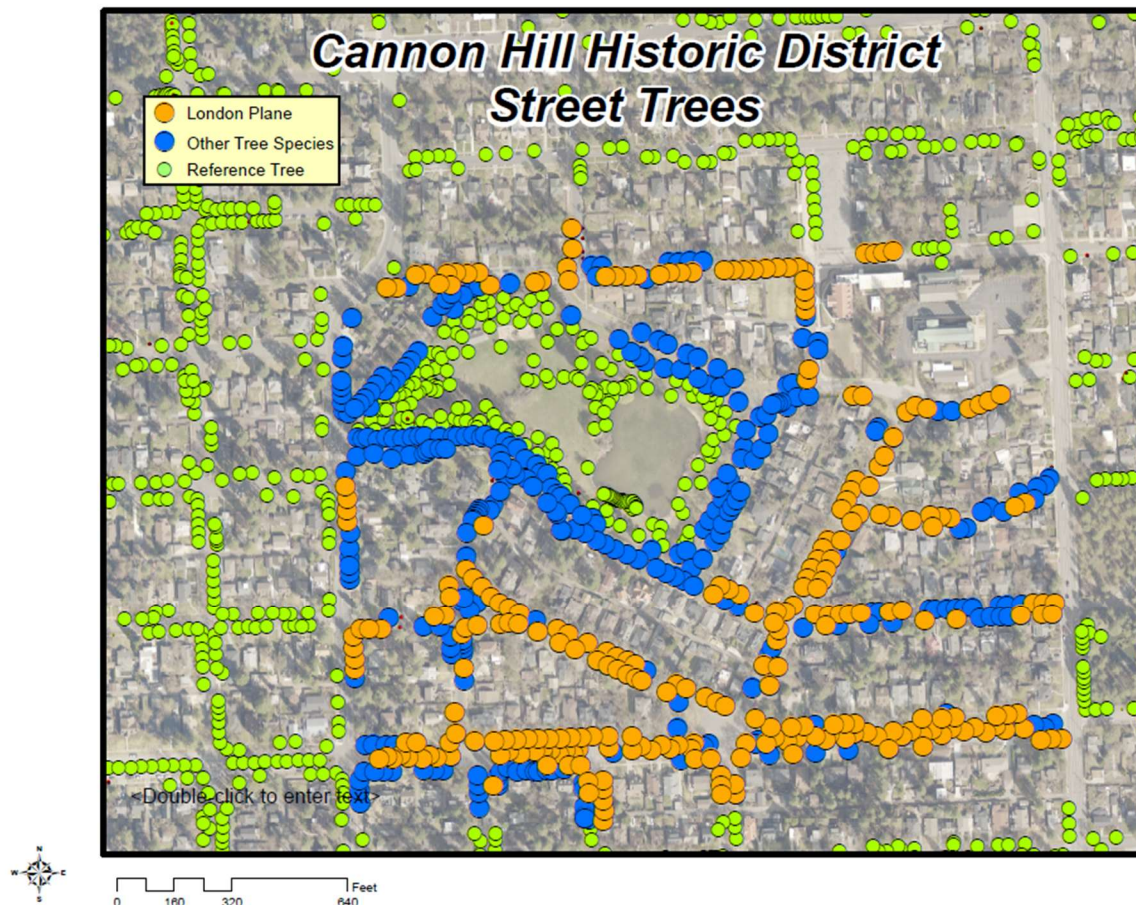 Cannon Hill Historic District
Street Trees
London Plane
Other Tree Species
Reference Tree
<Double-click to enter text>
N
W E
S
Feet
0 160 320 640